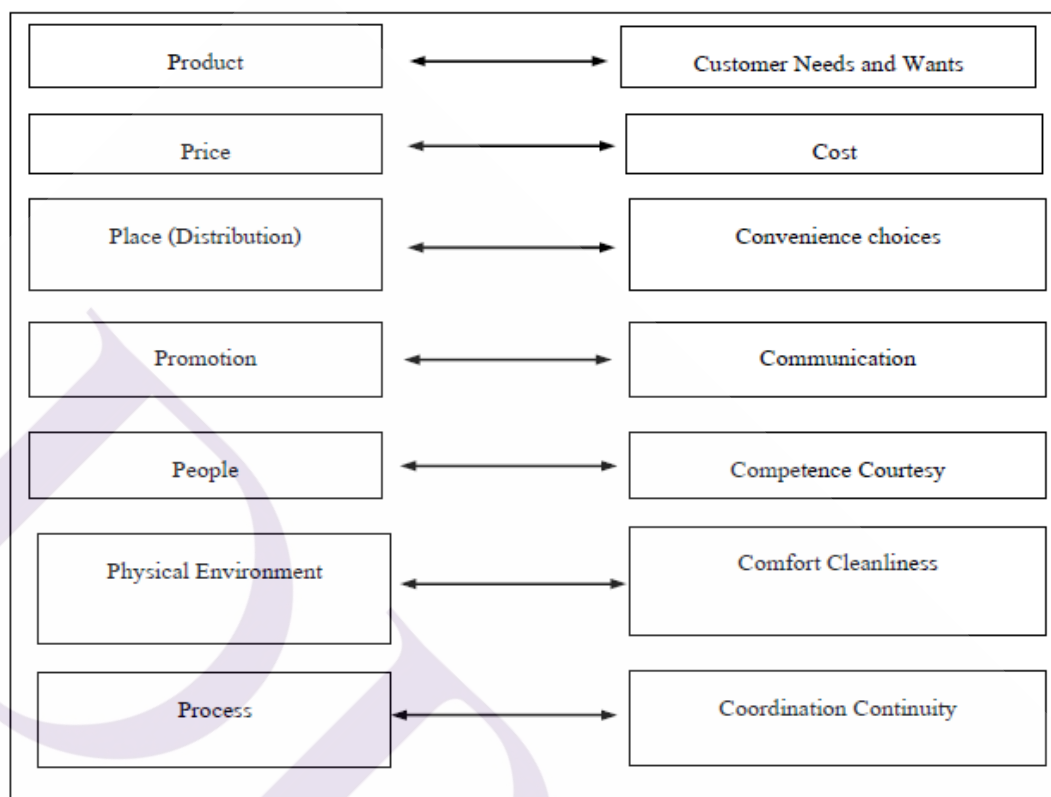 Product
Customer Needs and Wants
Price
Cost
Place (Distribution)
Convenience choices
Promotion
Communication
People
Competence Courtesy
Physical Environment
Comfort Cleanliness
Process
Coordination Continuity